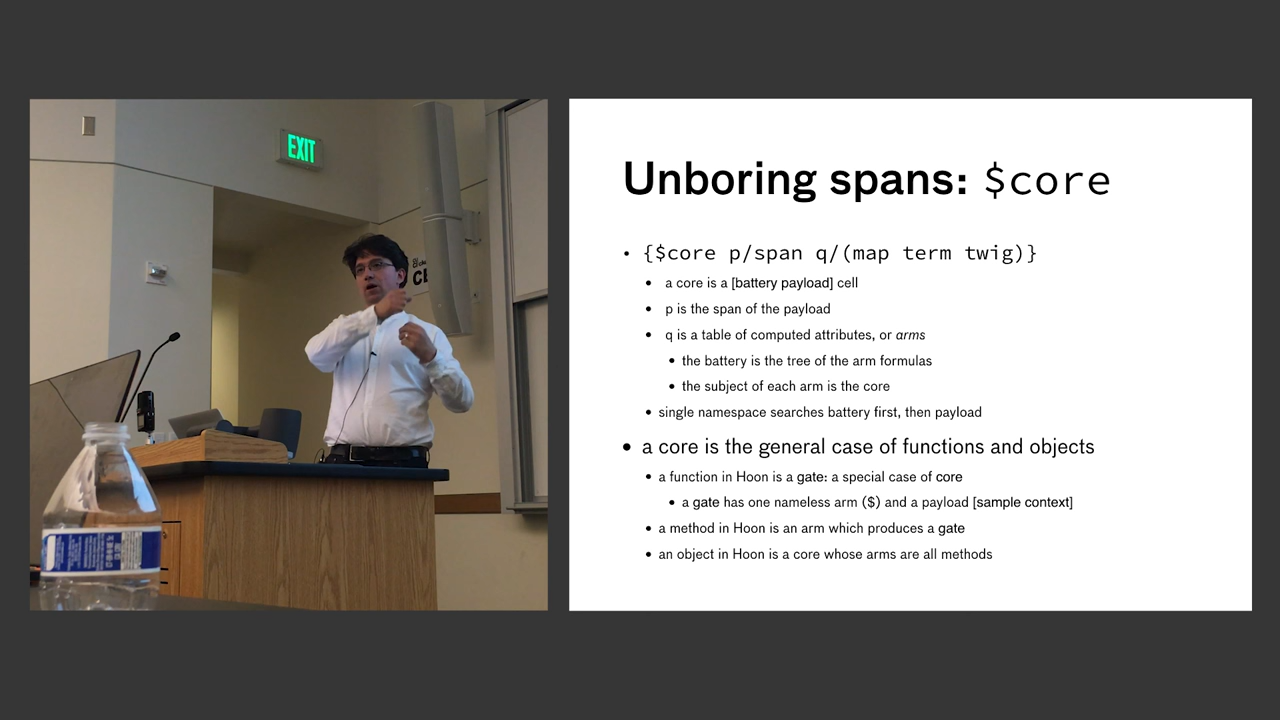 EXIT
Unboring spans: $core
• {$core p/span q/(map term twig)}
• a core is a [battery payload] cell
• p is the span of the payload
• q is a table of computed attributes, or arms
• the battery is the tree of the arm formulas
• the subject of each arm is the core
• single namespace searches battery first, then payload
• a core is the general case of functions and objects
• a function in Hoon is a gate: a special case of core
• a gate has one nameless arm ($) and a payload [sample context]
• a method in Hoon is an arm which produces a gate
• an object in Hoon is a core whose arms are all methods